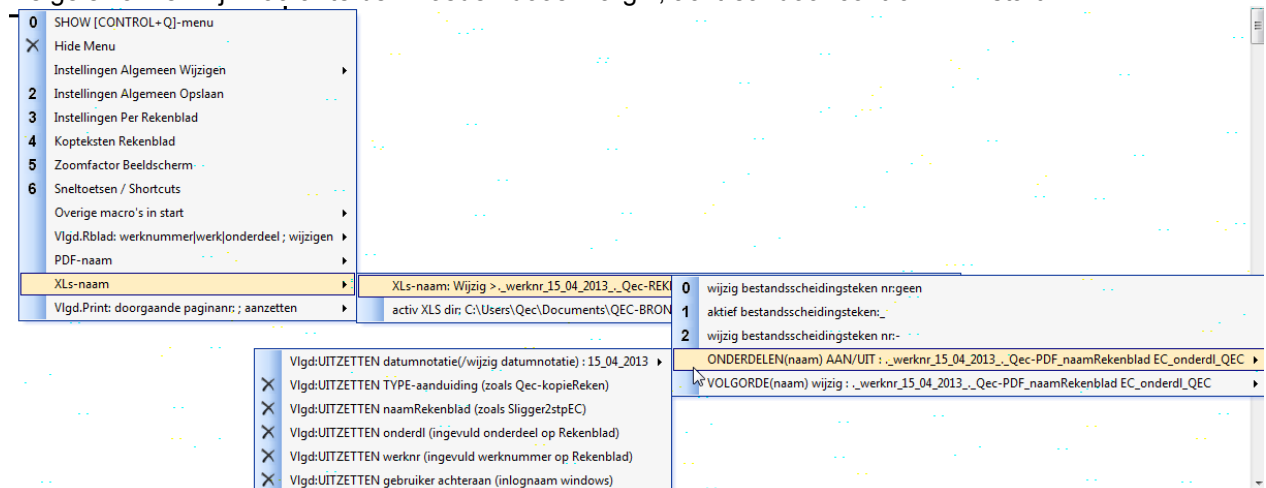 0 SHOW [CONTROL+Q]-menu
Hide Menu
Instellingen Algemeen Wijzigen
2 Instellingen Algemeen Opslaan
3 Instellingen Per Rekenblad
4 Kopteksten Rekenblad
5 Zoomfactor Beeldscherm
6 Sneltoetsen / Shortcuts
Overige macro's in start
Vlgd.Rblad: werknummer|werk|onderdeel ; wijzigen
PDF-naam
XLs-naam
Vlgd.Print: doorgaande paginanr; ; aanzetten
XLs-naam: Wijzig >._werknr_15_04_2013_._Qec-REK
activ XLS dir; C:\Users\Qec\Documents\QEC-BRON
0 wijzig bestandsscheidingsteken nr:geen
1 aktief bestandsscheidingsteken:_
2 wijzig bestandsscheidingsteken nr:-
ONDERDELEN(naam) AAN/UIT : ._werknr_15_04_2013_._Qec-PDF_naamRekenblad EC_onderdl_QEC
VOLGORDE(naam) wijzig : ._werknr_15_04_2013_._Qec-PDF_naamRekenblad EC_onderdl_QEC
Vlgd:UITZETTEN datumnotatie(/wijzig datumnotatie) : 15_04_2013
Vlgd:UITZETTEN TYPE-aanduiding (zoals Qec-kopieReken)
Vlgd:UITZETTEN naamRekenblad (zoals Sligger2stpEC)
Vlgd:UITZETTEN onderdl (ingevuld onderdeel op Rekenblad)
Vlgd:UITZETTEN werknr (ingevuld werknummer op Rekenblad)
Vlgd:UITZETTEN gebruiker achteraan (inlognaam windows)